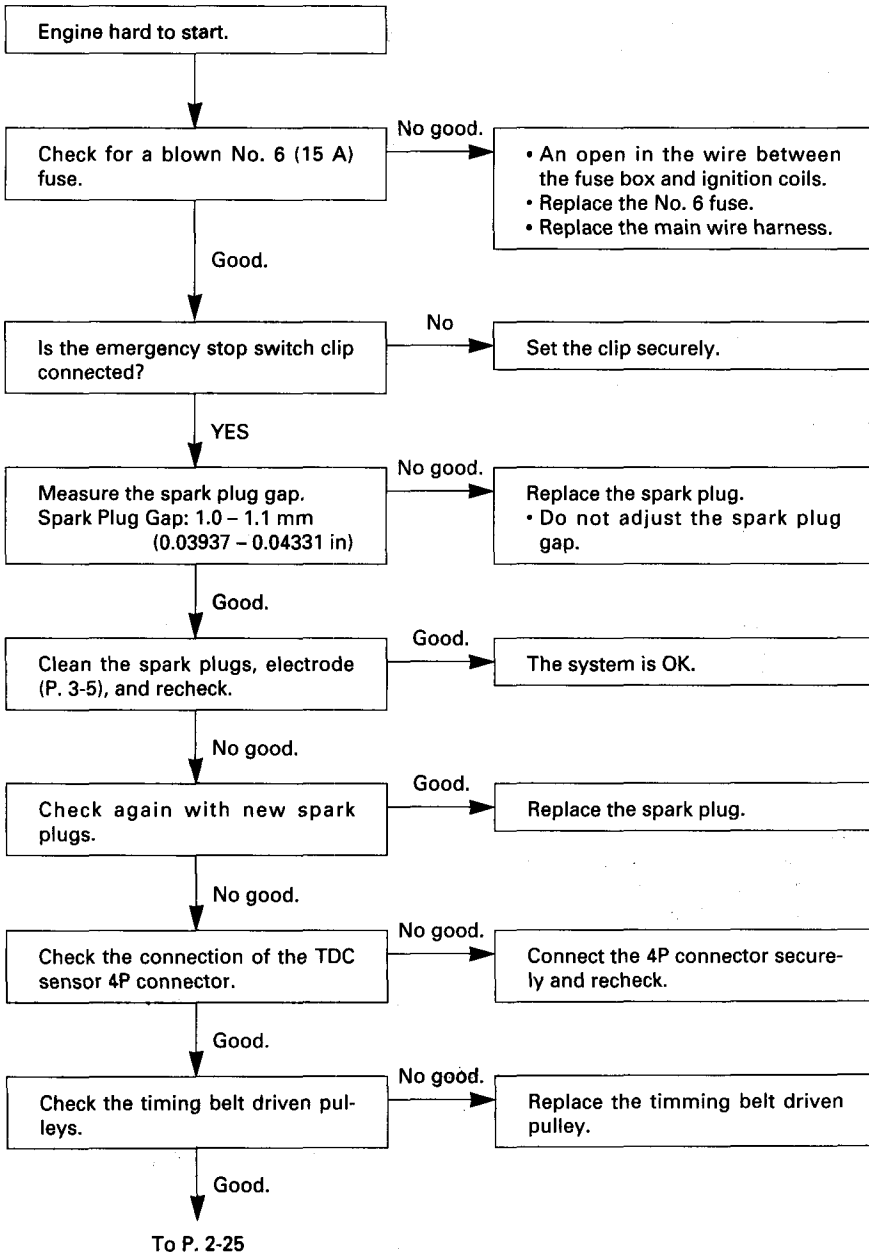 Engine hard to start.
No good.
Check for a blown No. 6 (15 A)
fuse.
• An open in the wire between
the fuse box and ignition coils.
• Replace the No. 6 fuse.
• Replace the main wire harness.
Good.
No
Is the emergency stop switch clip
connected?
Set the clip securely.
YES
No good.
Measure the spark plug gap.
Spark Plug Gap: 1.0 – 1.1 mm
(0.03937 – 0.04331 in)
Replace the spark plug.
• Do not adjust the spark plug
gap.
Good.
Good.
Clean the spark plugs, electrode
(P. 3-5), and recheck.
The system is OK.
No good.
Good.
Check again with new spark
plugs.
Replace the spark plug.
No good.
No good.
Check the connection of the TDC
sensor 4P connector.
Connect the 4P connector secure-
ly and recheck.
Good.
No good.
Check the timing belt driven pul-
leys.
Replace the timming belt driven
pulley.
Good.
To P. 2-25